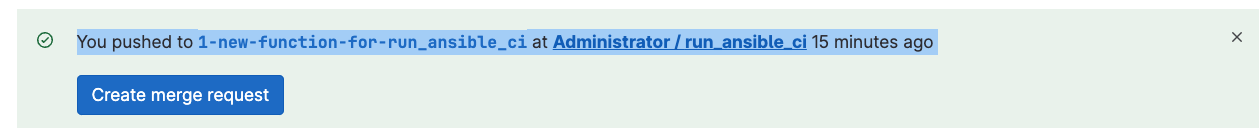 You pushed to 1-new-function-for-run_ansible_ci at Administrator / run_ansible_ci 15 minutes ago
Create merge request